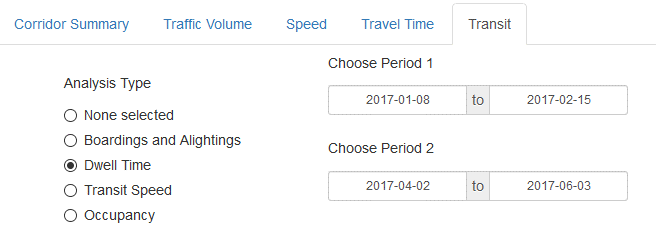 Corridor Summary Traffic Volume Speed Travel Time Transit
Analysis Type
None selected
Boardings and Alightings
Dwell Time
Transit Speed
Occupancy
Choose Period 1
2017-01-08 to 2017-02-15
Choose Period 2
2017-04-02 to 2017-06-03